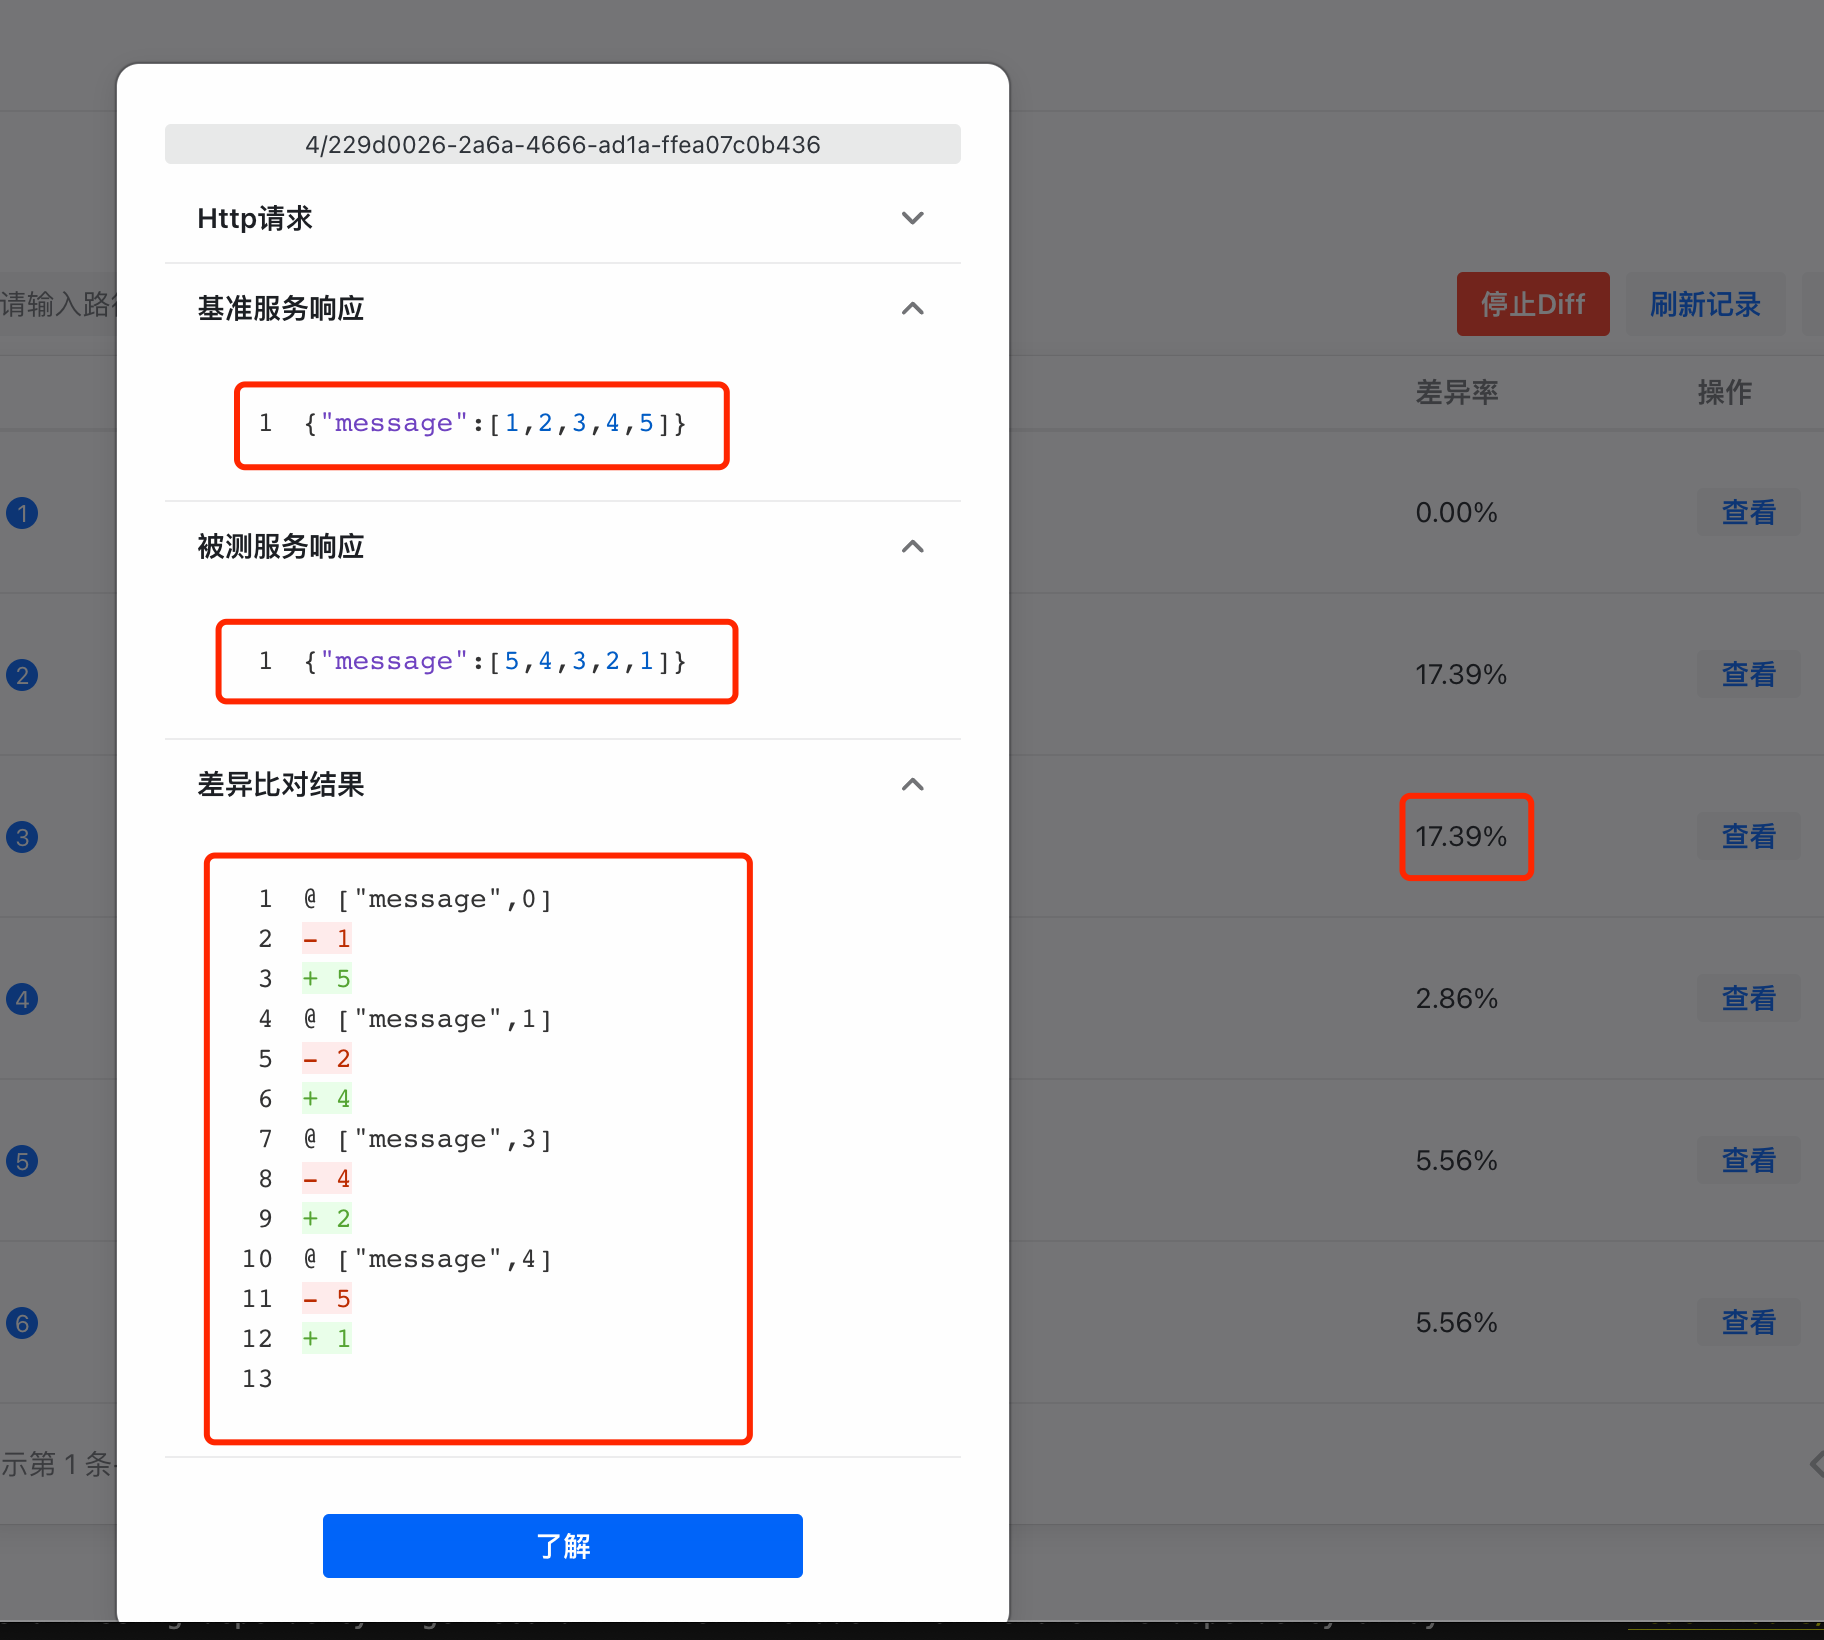 4/229d0026-2a6a-4666-ad1a-ffea07c0b436
Http请求
基准服务响应
1 {"message":[1,2,3,4,5]}
被测服务响应
1 {"message":[5,4,3,2,1]}
差异比对结果
1 @ ["message",0]
2 - 1
3 + 5
4 @ ["message",1]
5 - 2
6 + 4
7 @ ["message",3]
8 - 4
9 + 2
10 @ ["message",4]
11 - 5
12 + 1
13
了解
请输入路
停止Diff 刷新记录
差异率 操作
1 0.00% 查看
2 17.39% 查看
3 17.39% 查看
4 2.86% 查看
5 5.56% 查看
6 5.56% 查看
示第 1 条